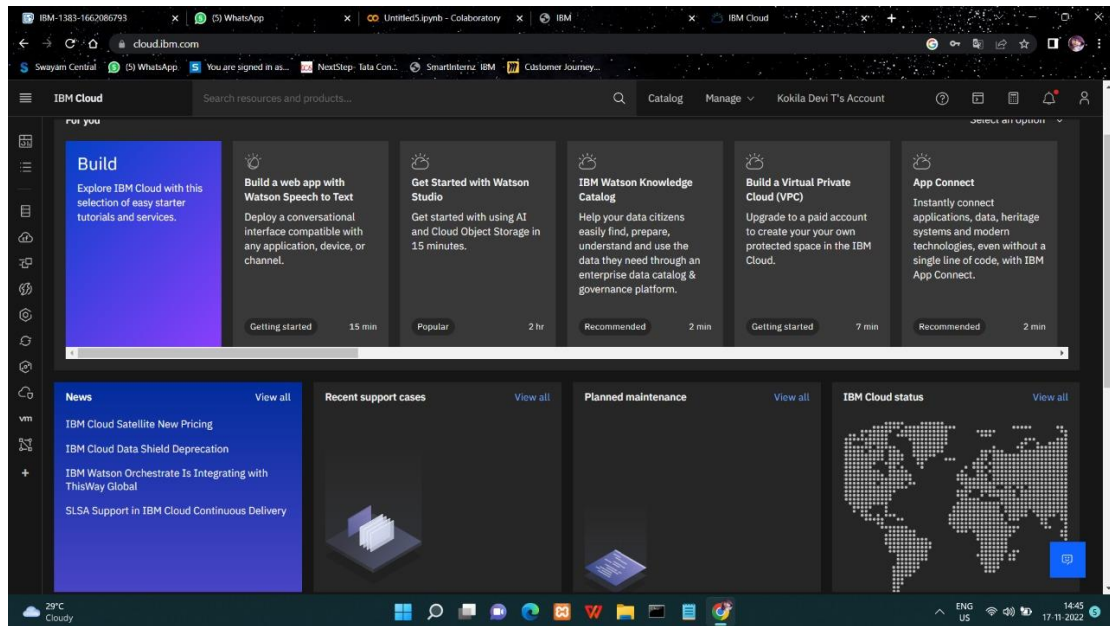 IBM-1383-1662086793
(5) WhatsApp
Untitled5.ipynb - Colaboratory
IBM
IBM Cloud
cloud.ibm.com
Swayam Central
(5) WhatsApp
You are signed in as...
NextStep- Tata Con...
SmartInternz IBM
Customer Journey...
IBM Cloud
Search resources and products...
Catalog
Manage
Kokila Devi T's Account
For you
Select an option
Build
Explore IBM Cloud with this
selection of easy starter
tutorials and services.
Build a web app with
Watson Speech to Text
Deploy a conversational
interface compatible with
any application, device, or
channel.
Getting started
15 min
Get Started with Watson
Studio
Get started with using AI
and Cloud Object Storage in
15 minutes.
Popular
2 hr
IBM Watson Knowledge
Catalog
Help your data citizens
easily find, prepare,
understand and use the
data they need through an
enterprise data catalog &
governance platform.
Recommended
2 min
Build a Virtual Private
Cloud (VPC)
Upgrade to a paid account
to create your your own
protected space in the IBM
Cloud.
Getting started
7 min
App Connect
Instantly connect
applications, data, heritage
systems and modern
technologies, even without a
single line of code, with IBM
App Connect.
Recommended
2 min
vm
News
View all
IBM Cloud Satellite New Pricing
IBM Cloud Data Shield Deprecation
IBM Watson Orchestrate Is Integrating with
ThisWay Global
SLSA Support in IBM Cloud Continuous Delivery
Recent support cases
View all
Planned maintenance
View all
IBM Cloud status
View all
29°C
Cloudy
ENG
US
14:45
17-11-2022
5